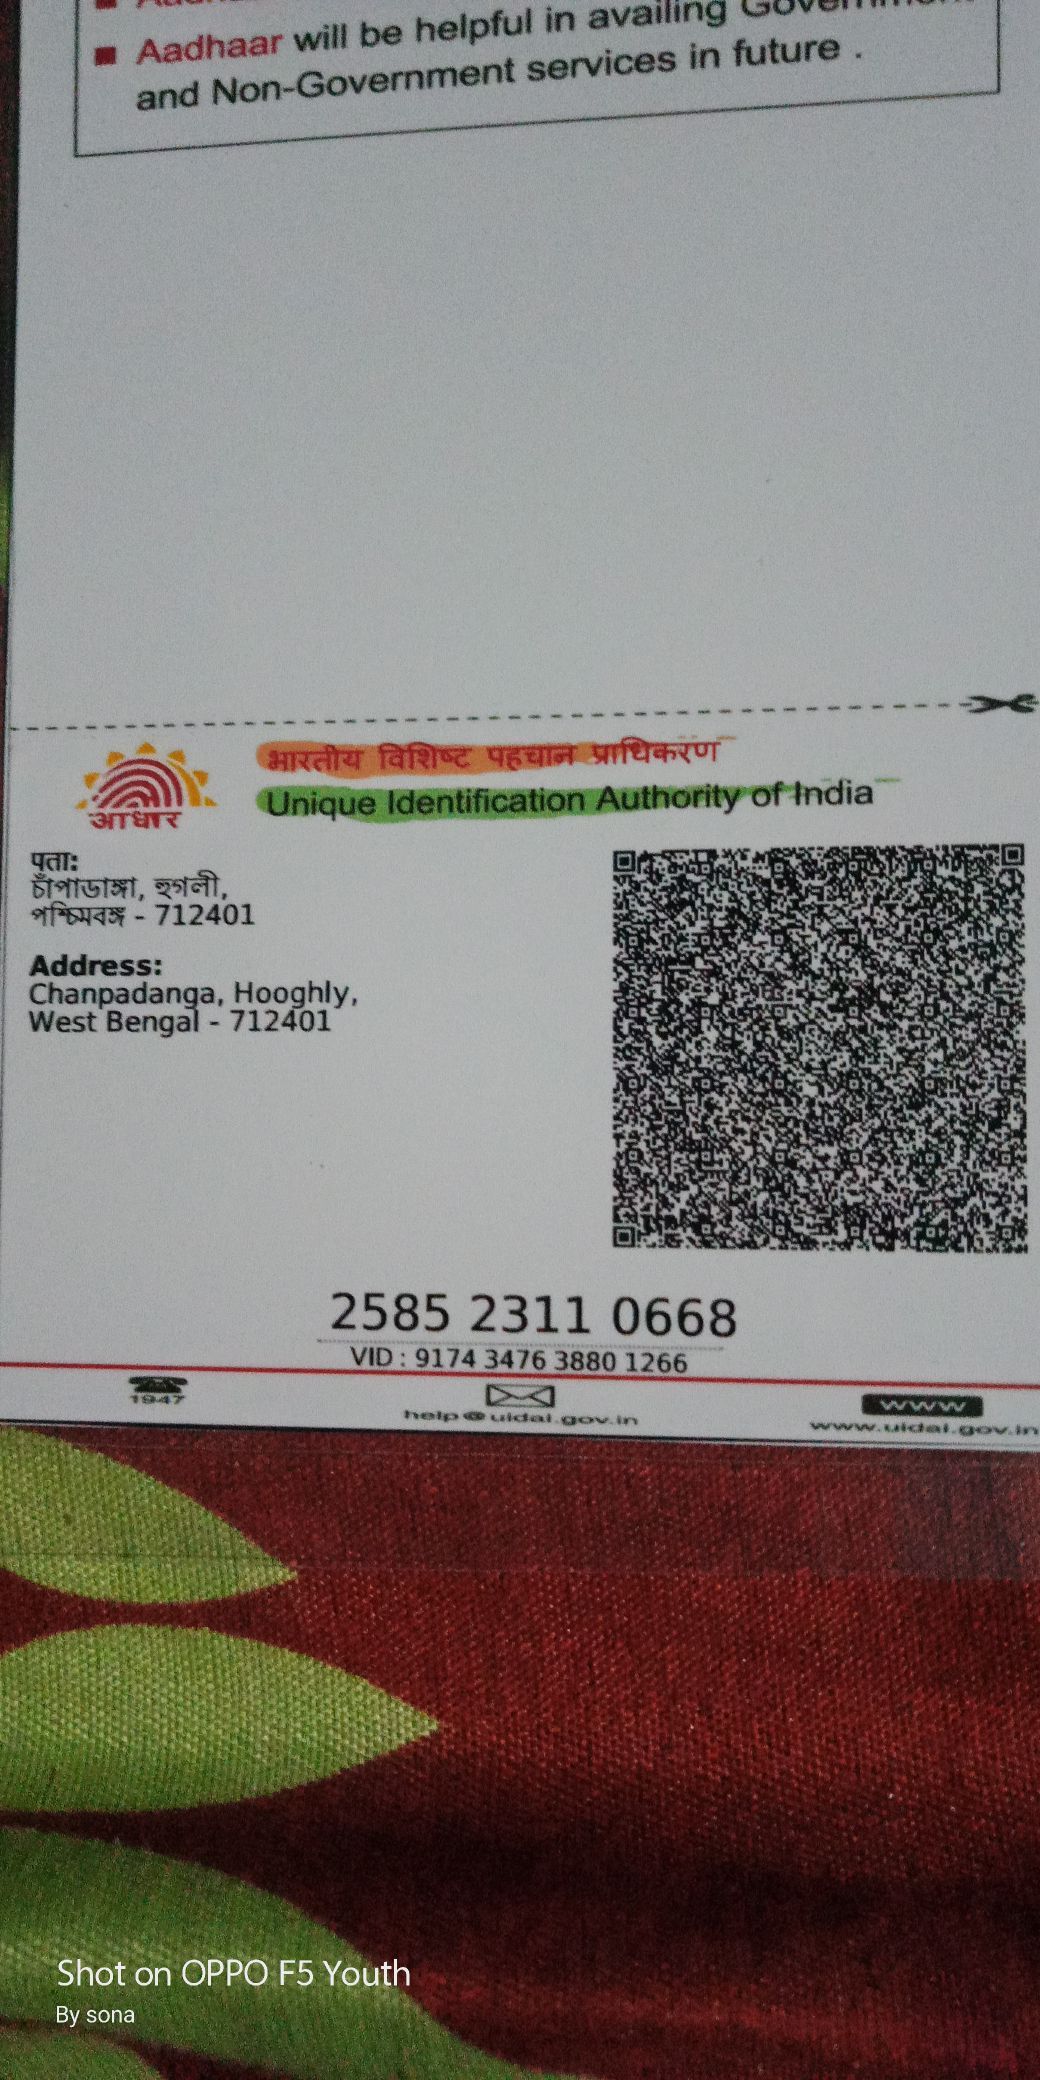 Aadhaar will be helpful in availing Government
and Non-Government services in future .
भारतीय विशिष्ट पहचान प्राधिकरण
Unique Identification Authority of India
आधार
पता:
চাঁপাডাঙ্গা, হুগলী,
পশ্চিমবঙ্গ - 712401
Address:
Chanpadanga, Hooghly,
West Bengal - 712401
2585 2311 0668
VID : 9174 3476 3880 1266
1947
help@uidai.gov.in
www
www.uidai.gov.in
Shot on OPPO F5 Youth
By sona